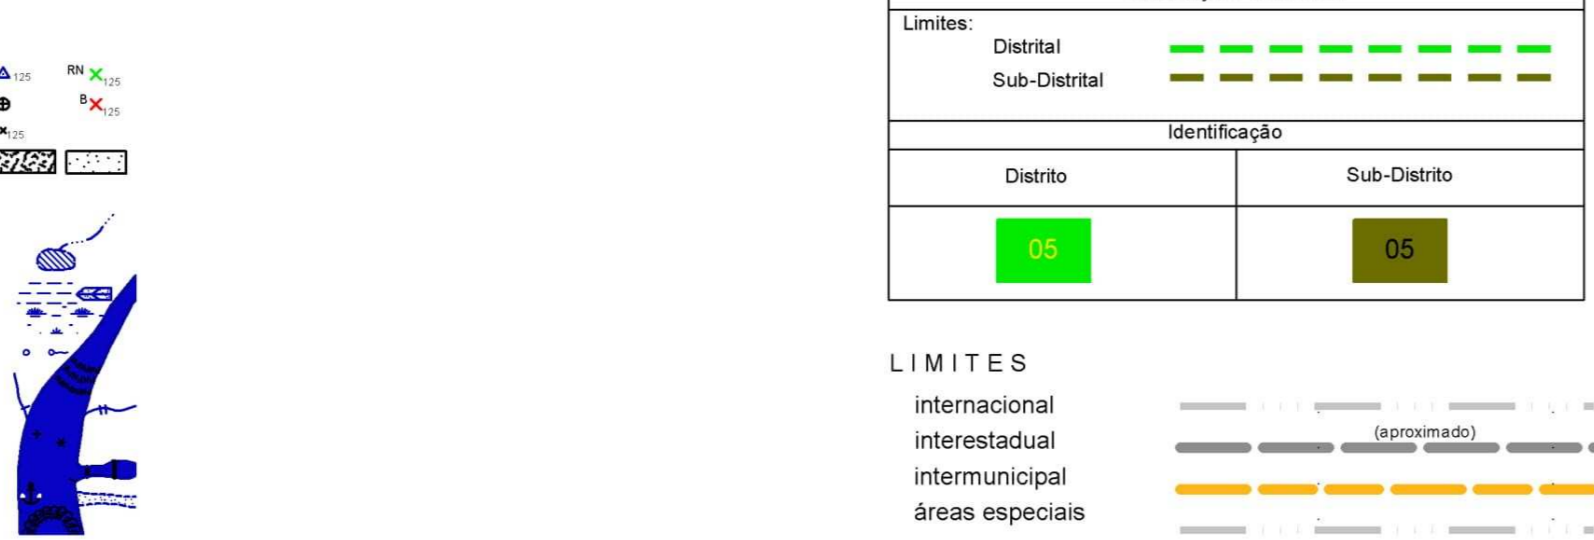 125 RN 125
B 125
125
Limites:
Distrital
Sub-Distrital
Identificação
Distrito Sub-Distrito
05 05
LIMITES
internacional
(aproximado)
interestadual
intermunicipal
áreas especiais